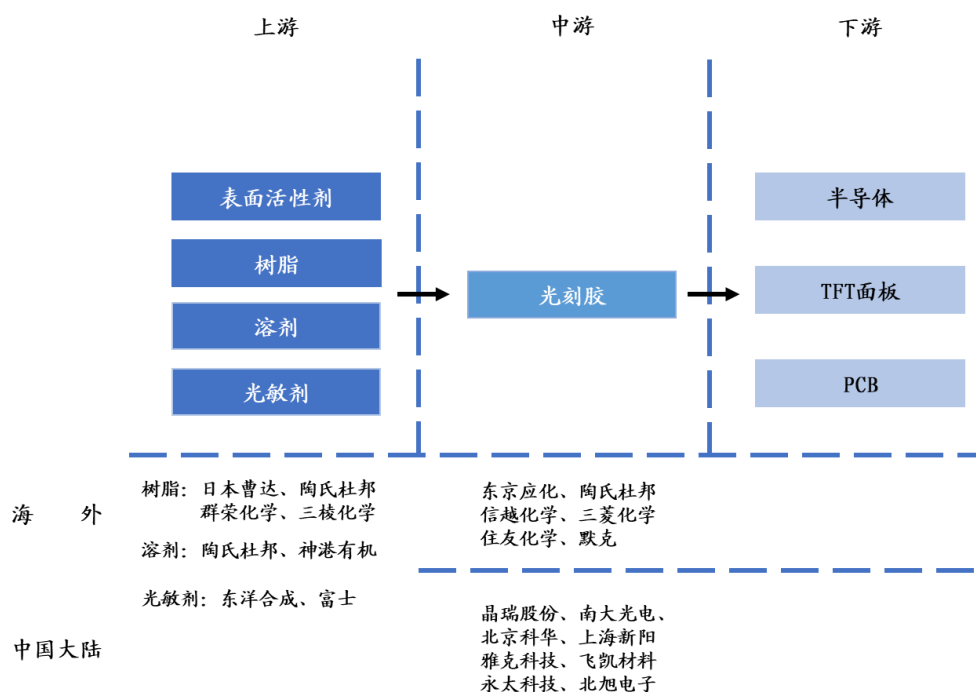 上游
中游
下游
表面活性剂
树脂
溶剂
光敏剂
光刻胶
半导体
TFT面板
PCB
海 外
树脂：日本曹达、陶氏杜邦
群荣化学、三棱化学
溶剂：陶氏杜邦、神港有机
光敏剂：东洋合成、富士
东京应化、陶氏杜邦
信越化学、三菱化学
住友化学、默克
中国大陆
晶瑞股份、南大光电、
北京科华、上海新阳
雅克科技、飞凯材料
永太科技、北旭电子